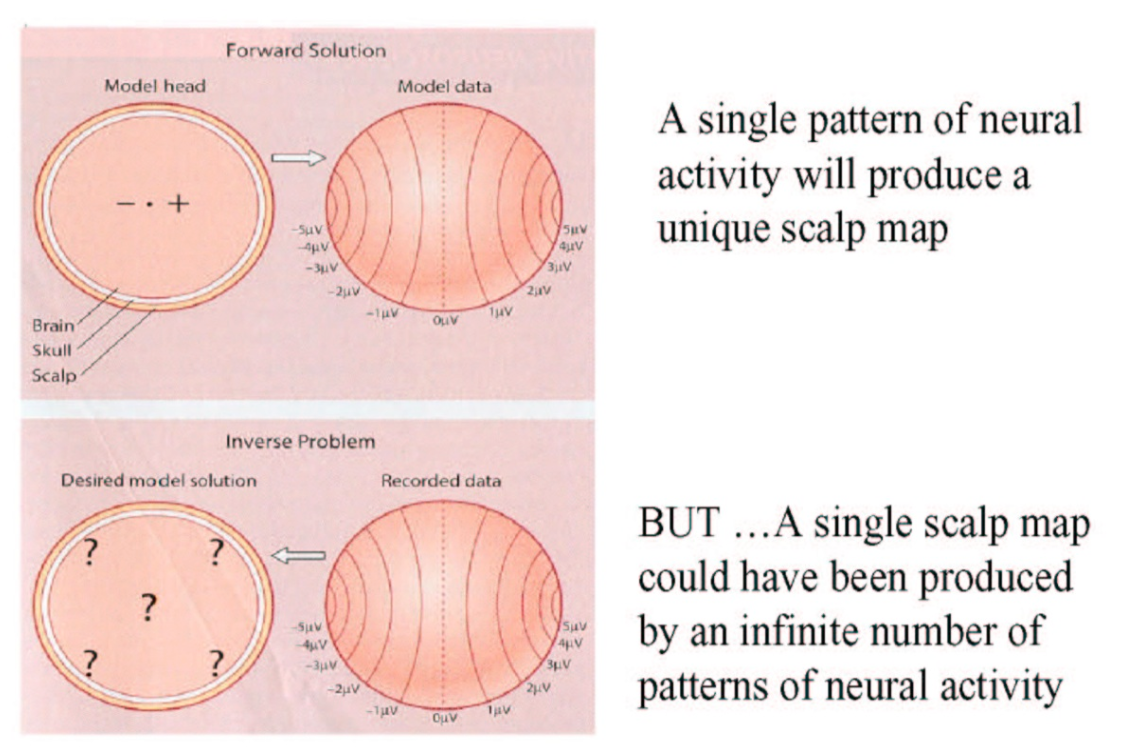 Forward Solution
Model head
Model data
− · +
-5µV
-4µV
-3µV
-2µV
-1µV
0µV
1µV
2µV
3µV
4µV
5µV
Brain
Skull
Scalp
A single pattern of neural
activity will produce a
unique scalp map
Inverse Problem
Desired model solution
Recorded data
? ?
?
? ?
-5µV
-4µV
-3µV
-2µV
-1µV
0µV
1µV
2µV
3µV
4µV
5µV
BUT ...A single scalp map
could have been produced
by an infinite number of
patterns of neural activity